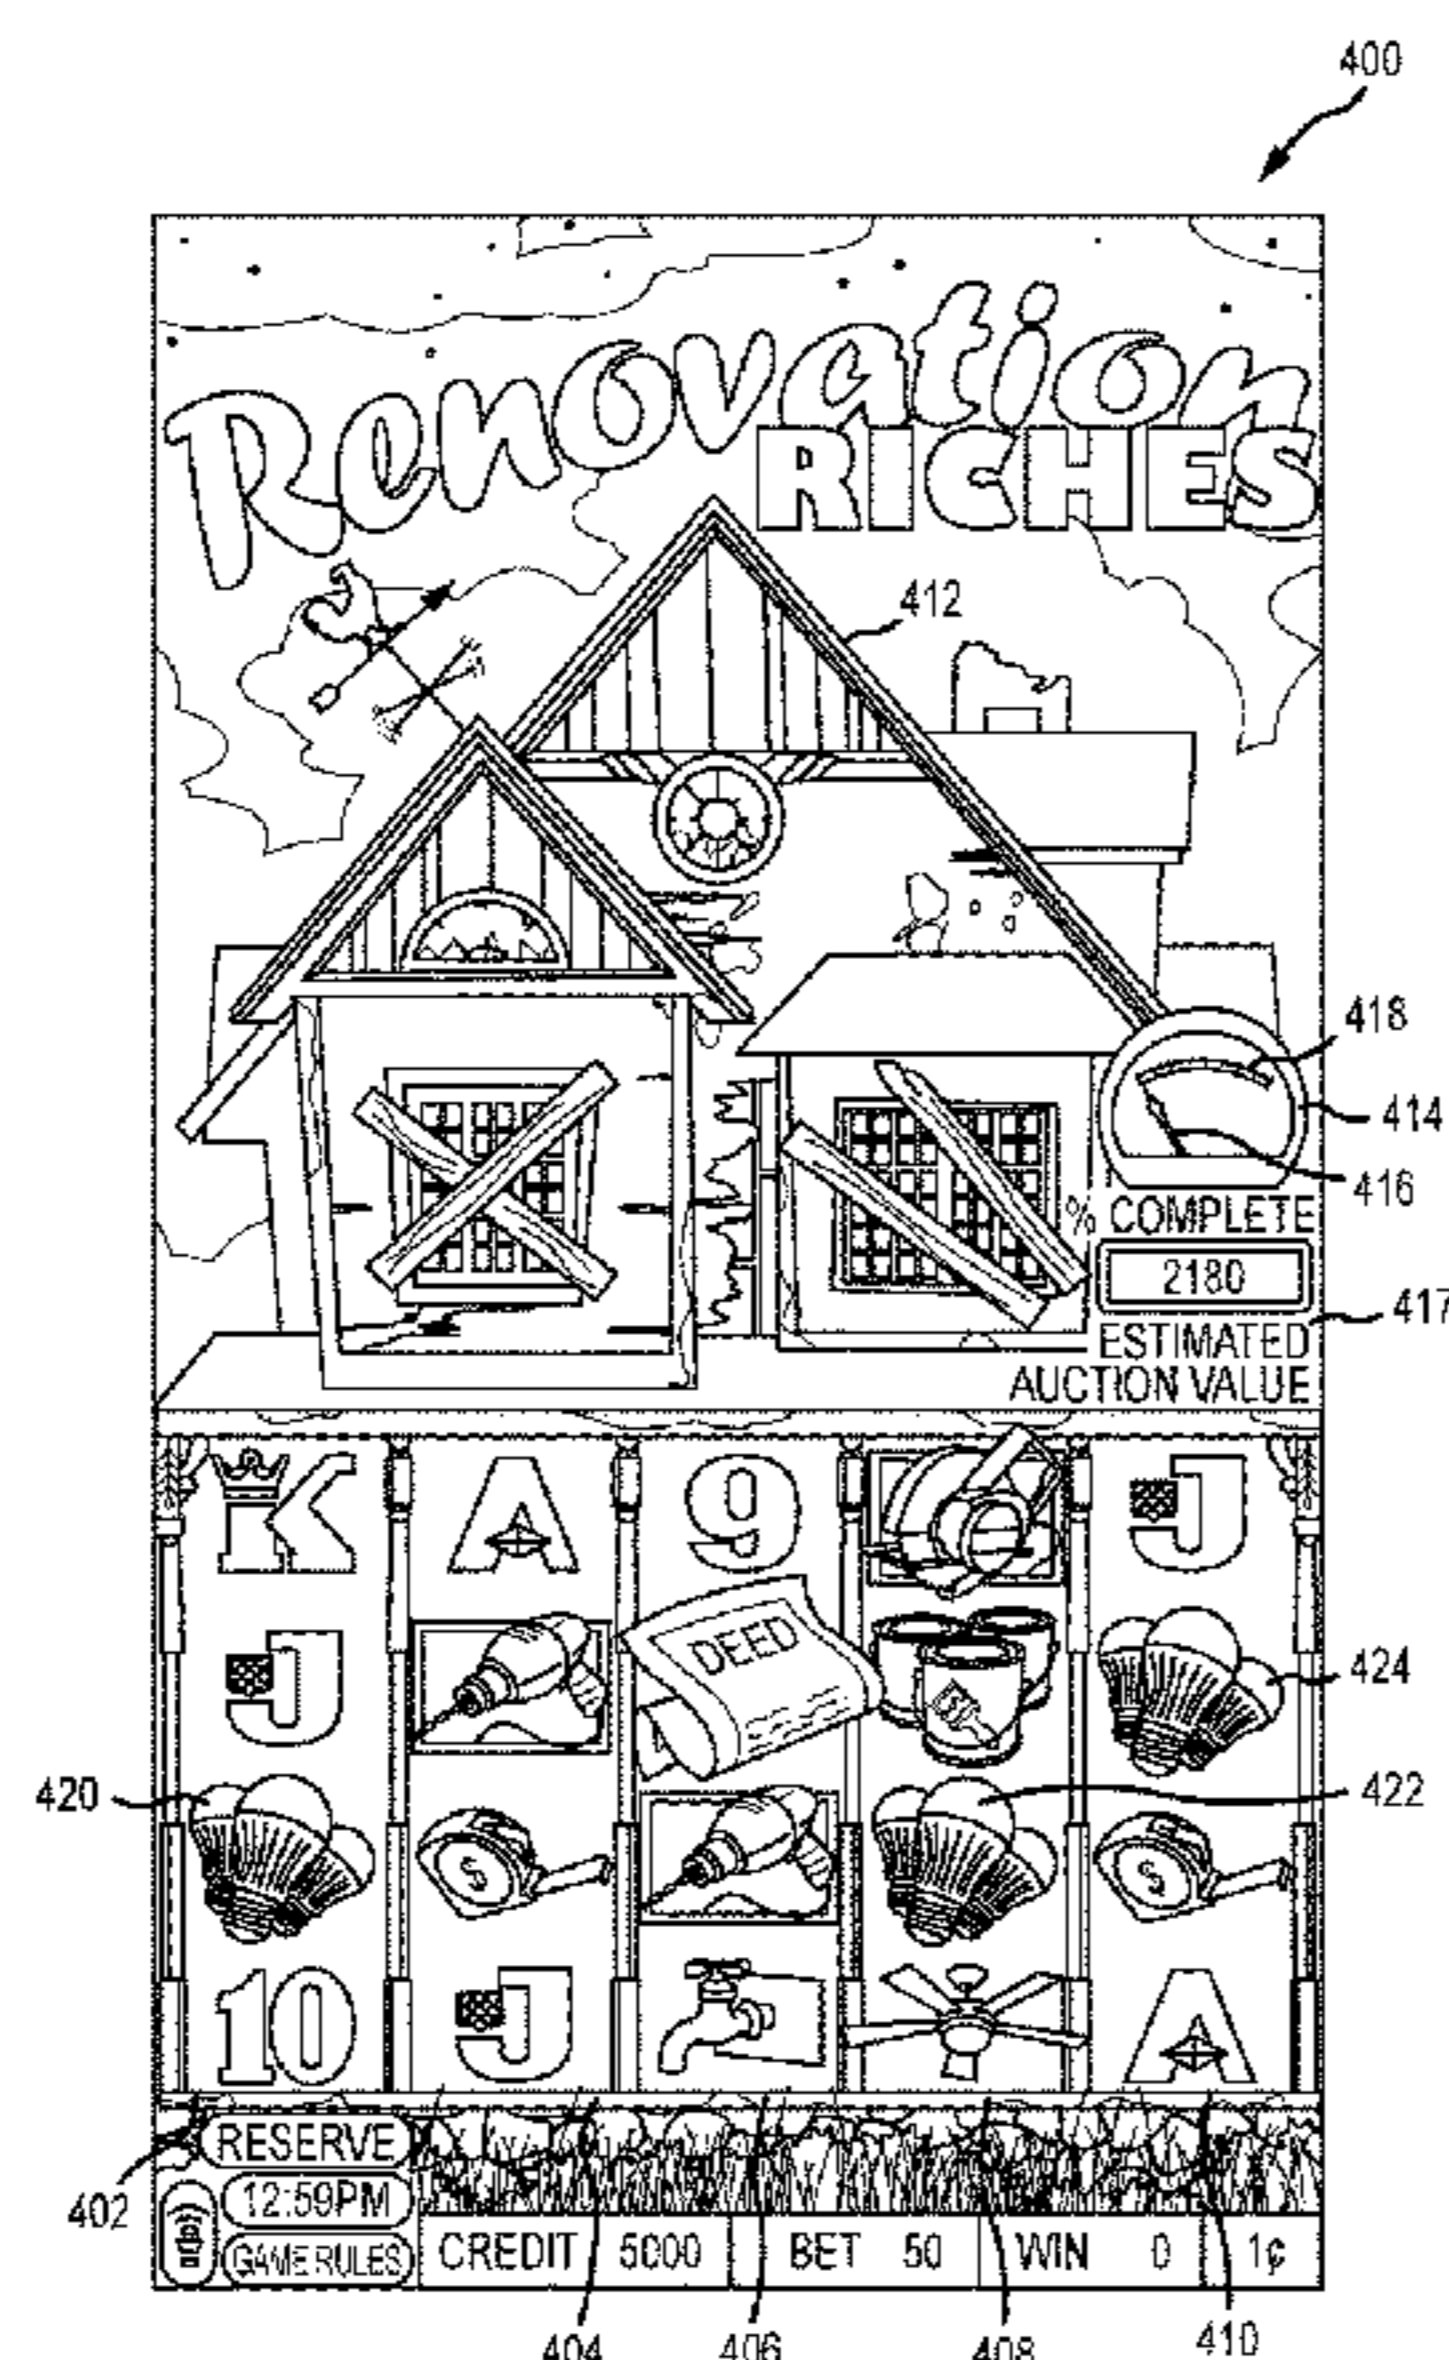 400
Renovation
RICHES
412
418
414
416
% COMPLETE
2180
417
ESTIMATED
AUCTION VALUE
K A 9 J
J DEED
424
420 422
$ $
10 J A
402
RESERVE
12:59PM
GAME RULES
CREDIT 5000 BET 50 WIN 0 1¢
404 406 408 410